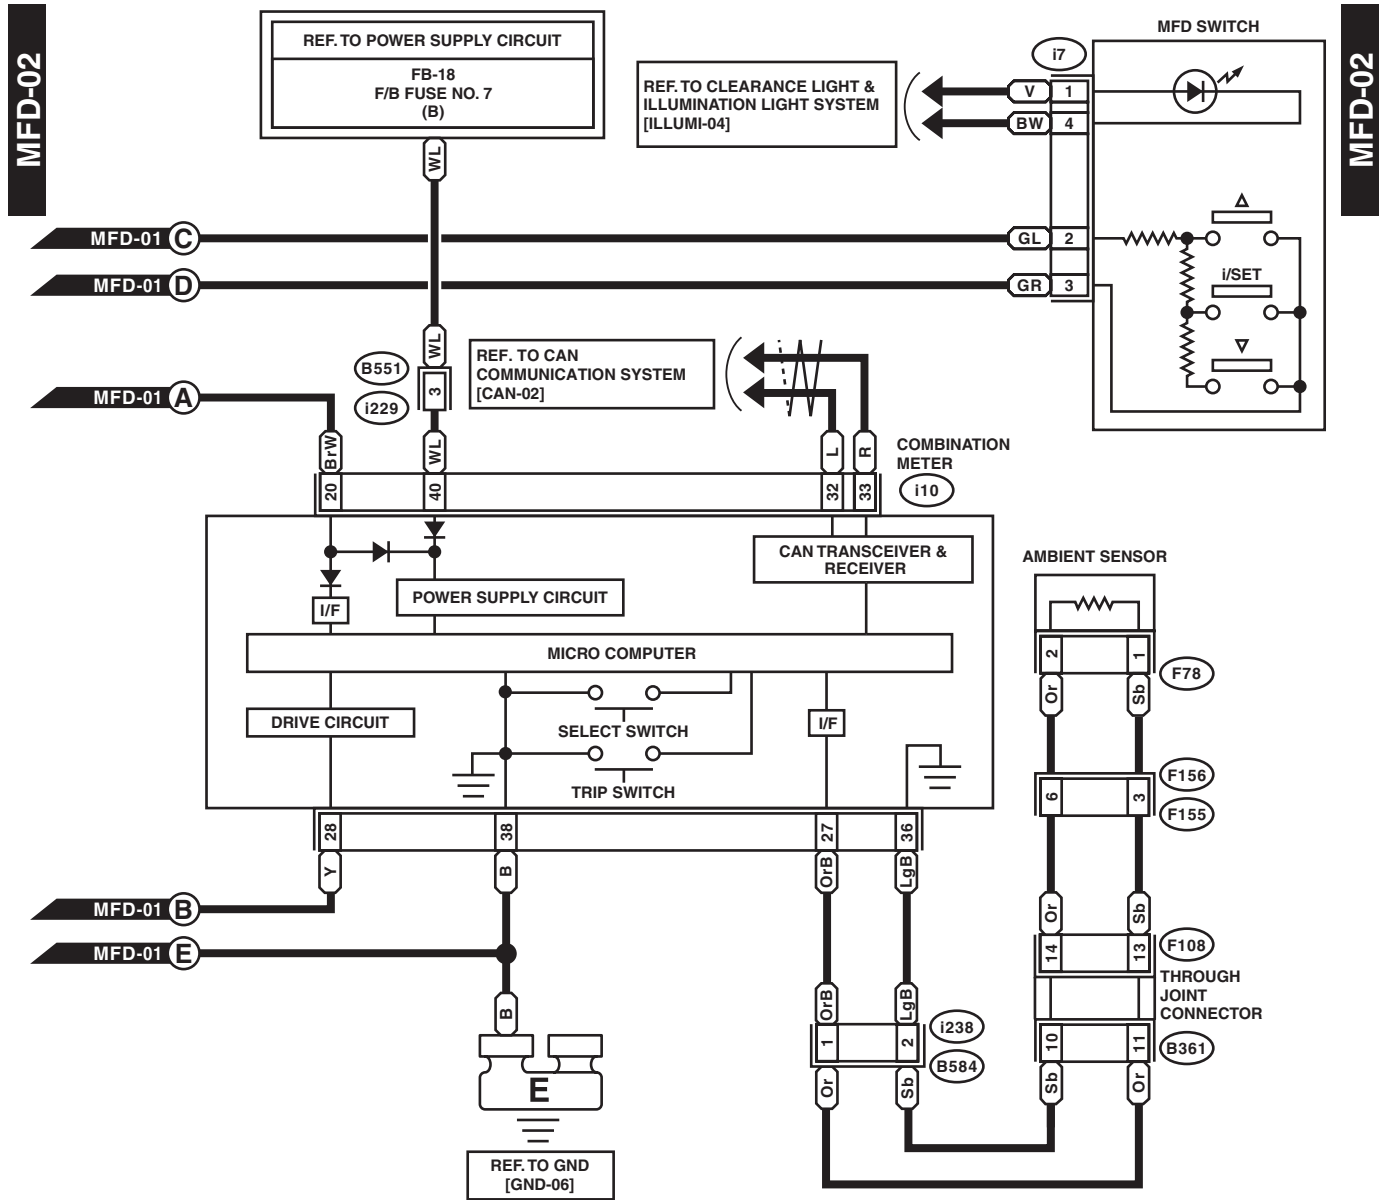 MFD-02
MFD-02
REF. TO POWER SUPPLY CIRCUIT
FB-18
F/B FUSE NO. 7
(B)
WL
REF. TO CLEARANCE LIGHT &
ILLUMINATION LIGHT SYSTEM
[ILLUMI-04]
MFD SWITCH
i7
V 1
BW 4
MFD-01 C
GL 2
MFD-01 D
GR 3
i/SET
WL
B551
3
i229
WL
REF. TO CAN
COMMUNICATION SYSTEM
[CAN-02]
MFD-01 A
BrW
L
R
COMBINATION
METER
i10
20
40
32
33
CAN TRANSCEIVER &
RECEIVER
POWER SUPPLY CIRCUIT
I/F
MICRO COMPUTER
DRIVE CIRCUIT
SELECT SWITCH
I/F
TRIP SWITCH
28
38
27
36
Y
B
OrB
LgB
MFD-01 B
MFD-01 E
B
E
REF. TO GND
[GND-06]
OrB
LgB
1
2
i238
B584
Or
Sb
AMBIENT SENSOR
2
1
F78
Or
Sb
F156
6
3
F155
Or
Sb
14
13
F108
THROUGH
JOINT
CONNECTOR
10
11
B361
Sb
Or